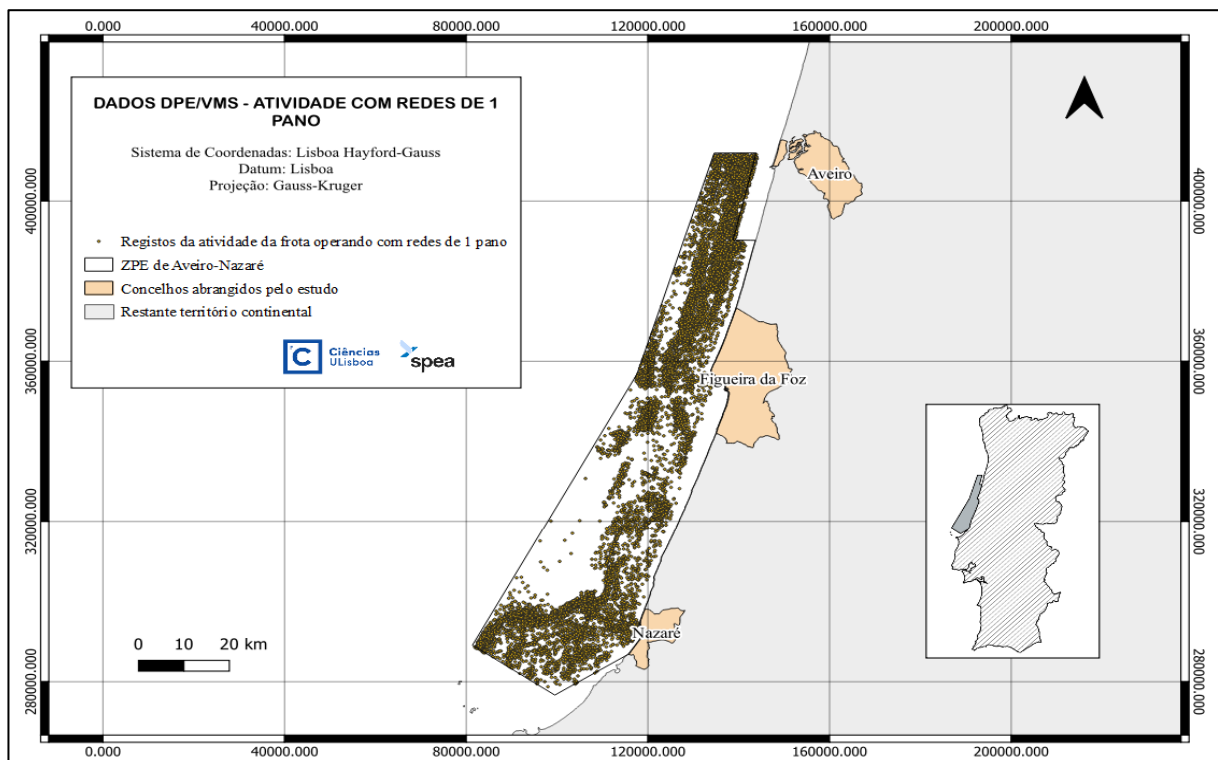 0.000 40000.000 80000.000 120000.000 160000.000 200000.000
DADOS DPE/VMS - ATIVIDADE COM REDES DE 1
PANO
Sistema de Coordenadas: Lisboa Hayford-Gauss
Datum: Lisboa
Projeção: Gauss-Kruger
Registos da atividade da frota operando com redes de 1 pano
ZPE de Aveiro-Nazaré
Concelhos abrangidos pelo estudo
Restante território continental
Ciências
ULisboa
spea
Aveiro
Figueira da Foz
Nazaré
0 10 20 km
400000.000
360000.000
320000.000
280000.000
400000.000
360000.000
320000.000
280000.000
0.000 40000.000 80000.000 120000.000 160000.000 200000.000